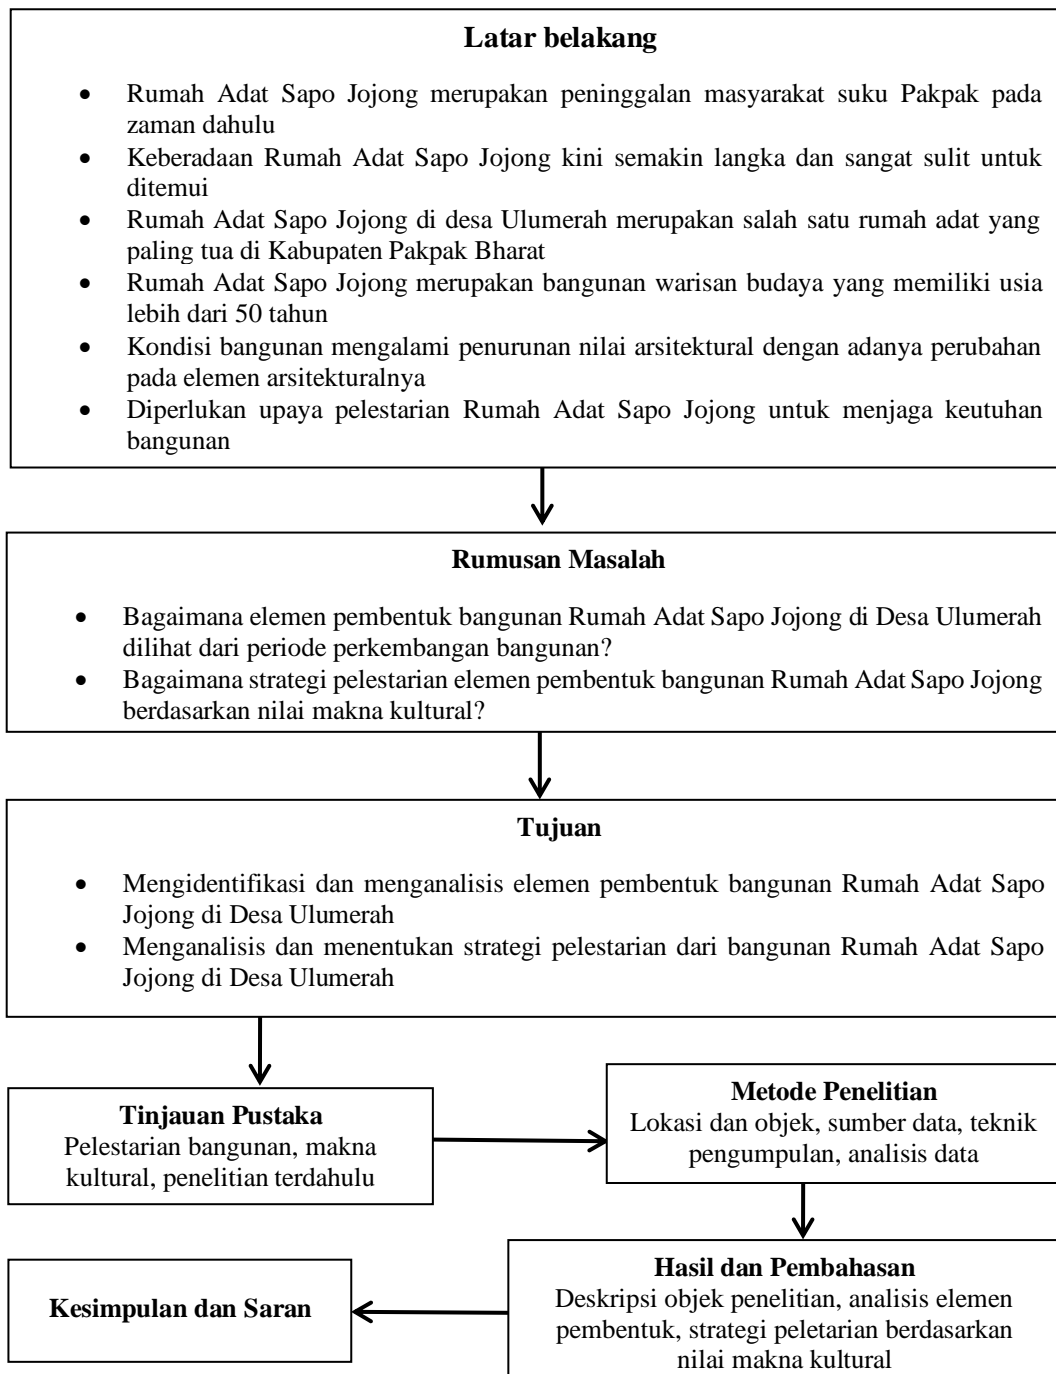 Latar belakang
• Rumah Adat Sapo Jojong merupakan peninggalan masyarakat suku Pakpak pada
zaman dahulu
• Keberadaan Rumah Adat Sapo Jojong kini semakin langka dan sangat sulit untuk
ditemui
• Rumah Adat Sapo Jojong di desa Ulumerah merupakan salah satu rumah adat yang
paling tua di Kabupaten Pakpak Bharat
• Rumah Adat Sapo Jojong merupakan bangunan warisan budaya yang memiliki usia
lebih dari 50 tahun
• Kondisi bangunan mengalami penurunan nilai arsitektural dengan adanya perubahan
pada elemen arsitekturalnya
• Diperlukan upaya pelestarian Rumah Adat Sapo Jojong untuk menjaga keutuhan
bangunan
Rumusan Masalah
• Bagaimana elemen pembentuk bangunan Rumah Adat Sapo Jojong di Desa Ulumerah
dilihat dari periode perkembangan bangunan?
• Bagaimana strategi pelestarian elemen pembentuk bangunan Rumah Adat Sapo Jojong
berdasarkan nilai makna kultural?
Tujuan
• Mengidentifikasi dan menganalisis elemen pembentuk bangunan Rumah Adat Sapo
Jojong di Desa Ulumerah
• Menganalisis dan menentukan strategi pelestarian dari bangunan Rumah Adat Sapo
Jojong di Desa Ulumerah
Tinjauan Pustaka
Pelestarian bangunan, makna
kultural, penelitian terdahulu
Metode Penelitian
Lokasi dan objek, sumber data, teknik
pengumpulan, analisis data
Hasil dan Pembahasan
Deskripsi objek penelitian, analisis elemen
pembentuk, strategi peletarian berdasarkan
nilai makna kultural
Kesimpulan dan Saran